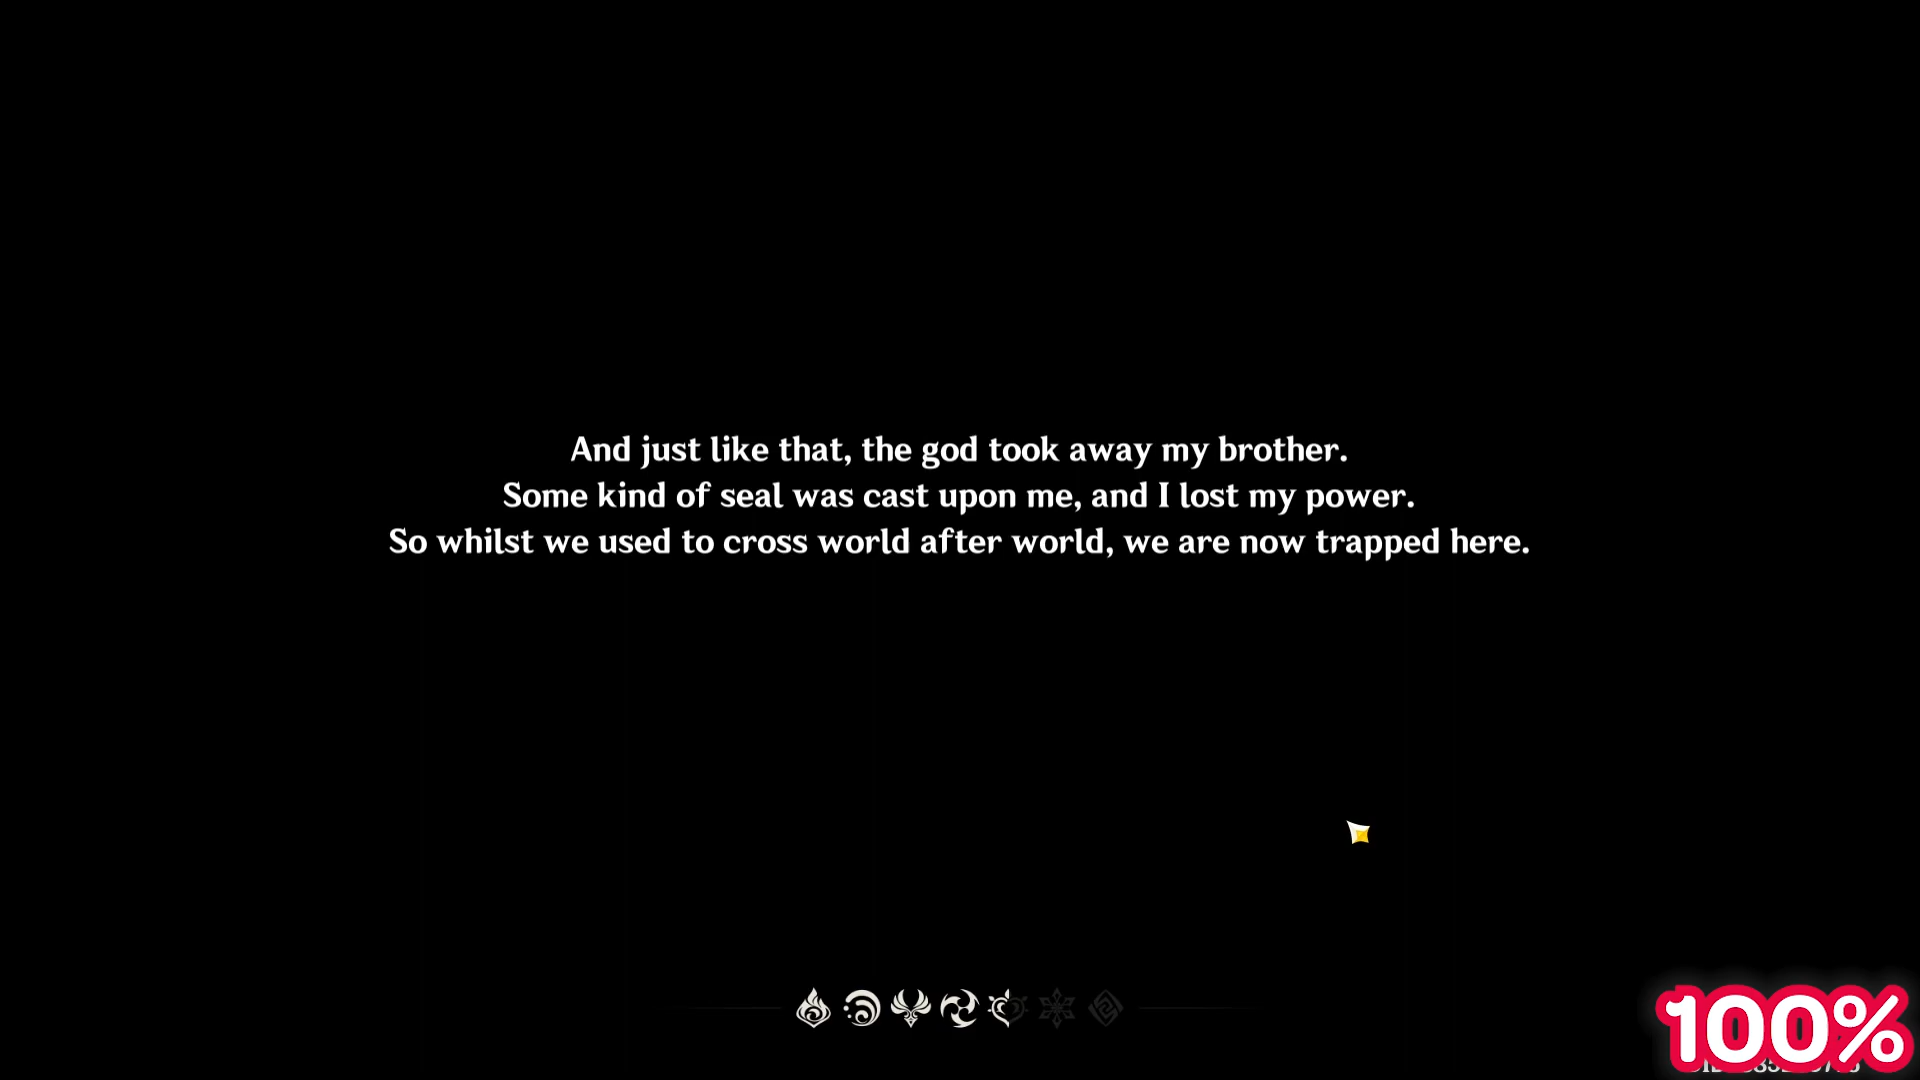 And just like that, the god took away my brother.
Some kind of seal was cast upon me, and I lost my power.
So whilst we used to cross world after world, we are now trapped here.
100%